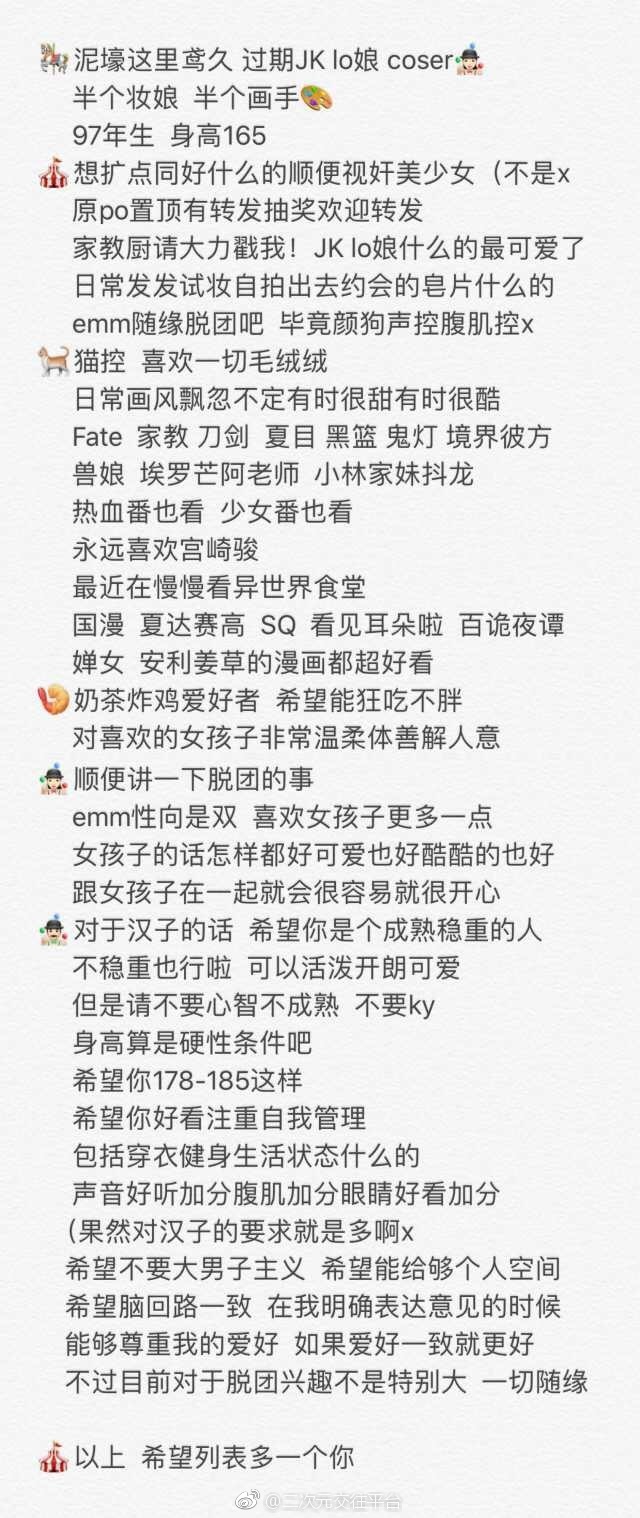 泥壕这里鸢久 过期JK lo娘 coser
半个妆娘 半个画手
97年生 身高165
想扩点同好什么的顺便视奸美少女（不是x
原po置顶有转发抽奖欢迎转发
家教厨请大力戳我！JK lo娘什么的最可爱了
日常发发试妆自拍出去约会的皂片什么的
emm随缘脱团吧 毕竟颜狗声控腹肌控x
猫控 喜欢一切毛绒绒
日常画风飘忽不定有时很甜有时很酷
Fate 家教 刀剑 夏目 黑篮 鬼灯 境界彼方
兽娘 埃罗芒阿老师 小林家妹抖龙
热血番也看 少女番也看
永远喜欢宫崎骏
最近在慢慢看异世界食堂
国漫 夏达赛高 SQ 看见耳朵啦 百诡夜谭
婵女 安利姜草的漫画都超好看
奶茶炸鸡爱好者 希望能狂吃不胖
对喜欢的女孩子非常温柔体善解人意
顺便讲一下脱团的事
emm性向是双 喜欢女孩子更多一点
女孩子的话怎样都好可爱也好酷酷的也好
跟女孩子在一起就会很容易就很开心
对于汉子的话 希望你是个成熟稳重的人
不稳重也行啦 可以活泼开朗可爱
但是请不要心智不成熟 不要ky
身高算是硬性条件吧
希望你178-185这样
希望你好看注重自我管理
包括穿衣健身生活状态什么的
声音好听加分腹肌加分眼睛好看加分
（果然对汉子的要求就是多啊x
希望不要大男子主义 希望能给够个人空间
希望脑回路一致 在我明确表达意见的时候
能够尊重我的爱好 如果爱好一致就更好
不过目前对于脱团兴趣不是特别大 一切随缘
以上 希望列表多一个你
@二次元交往平台